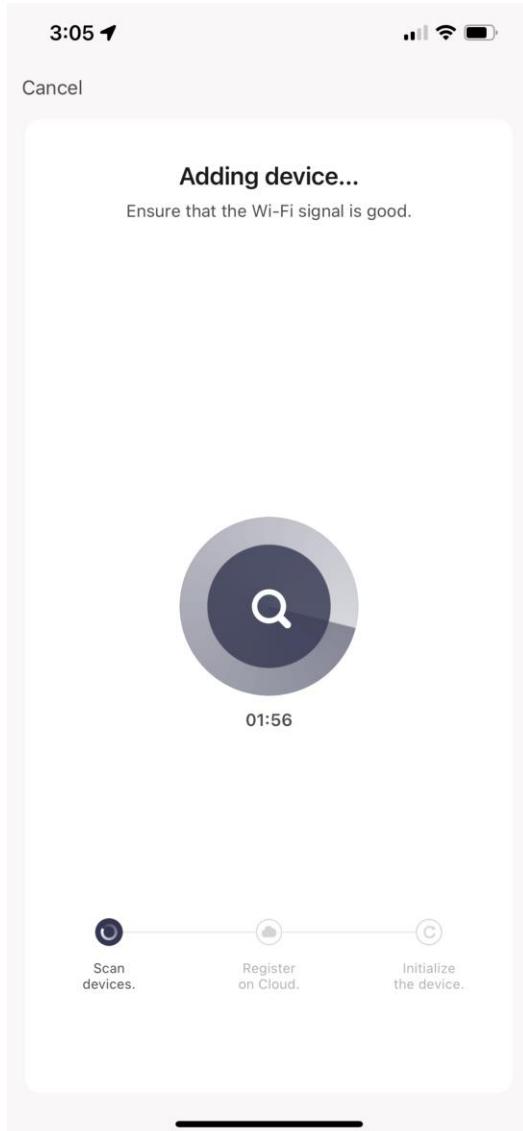 3:05
Cancel
Adding device...
Ensure that the Wi-Fi signal is good.
01:56
Scan
devices.
Register
on Cloud.
Initialize
the device.